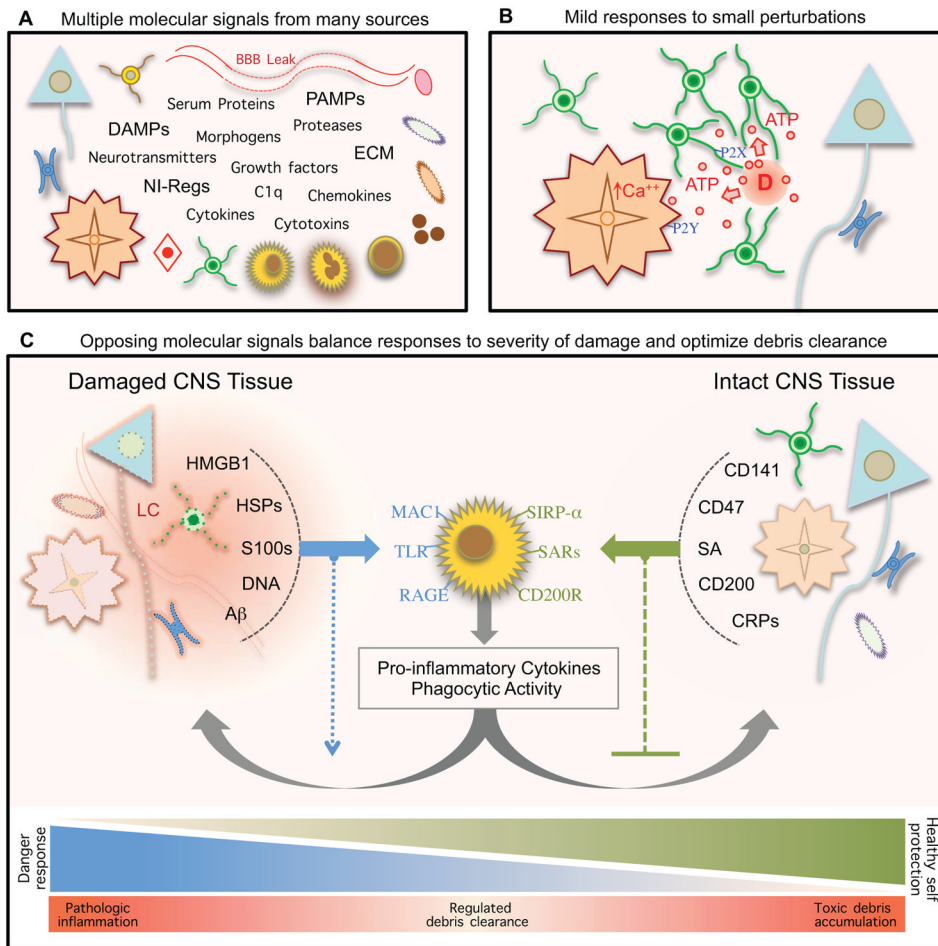 A Multiple molecular signals from many sources
BBB Leak
Serum Proteins
PAMPs
DAMPs
Morphogens
Proteases
Neurotransmitters
Growth factors
ECM
NI-Regs
C1q
Chemokines
Cytokines
Cytotoxins
B Mild responses to small perturbations
ATP
P2X
D
ATP
↑Ca++
P2Y
C Opposing molecular signals balance responses to severity of damage and optimize debris clearance
Damaged CNS Tissue
Intact CNS Tissue
LC
HMGB1
HSPs
S100s
DNA
Aβ
MAC1
TLR
RAGE
SIRP-α
SARs
CD200R
CD141
CD47
SA
CD200
CRPs
Pro-inflammatory Cytokines
Phagocytic Activity
Danger
response
Healthy self
protection
Pathologic
inflammation
Regulated
debris clearance
Toxic debris
accumulation